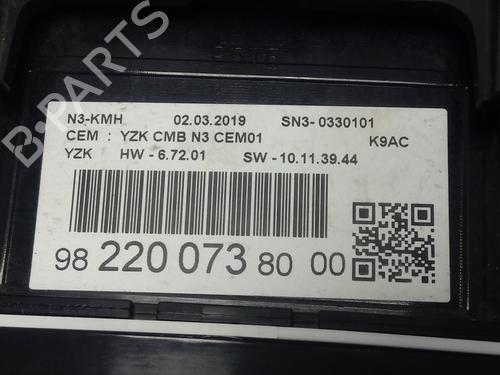 N3-KMH 02.03.2019 SN3- 0330101
CEM : YZK CMB N3 CEM01 K9AC
YZK HW - 6.72.01 SW - 10.11.39.44
98 220 073 80 00
B-PARTS